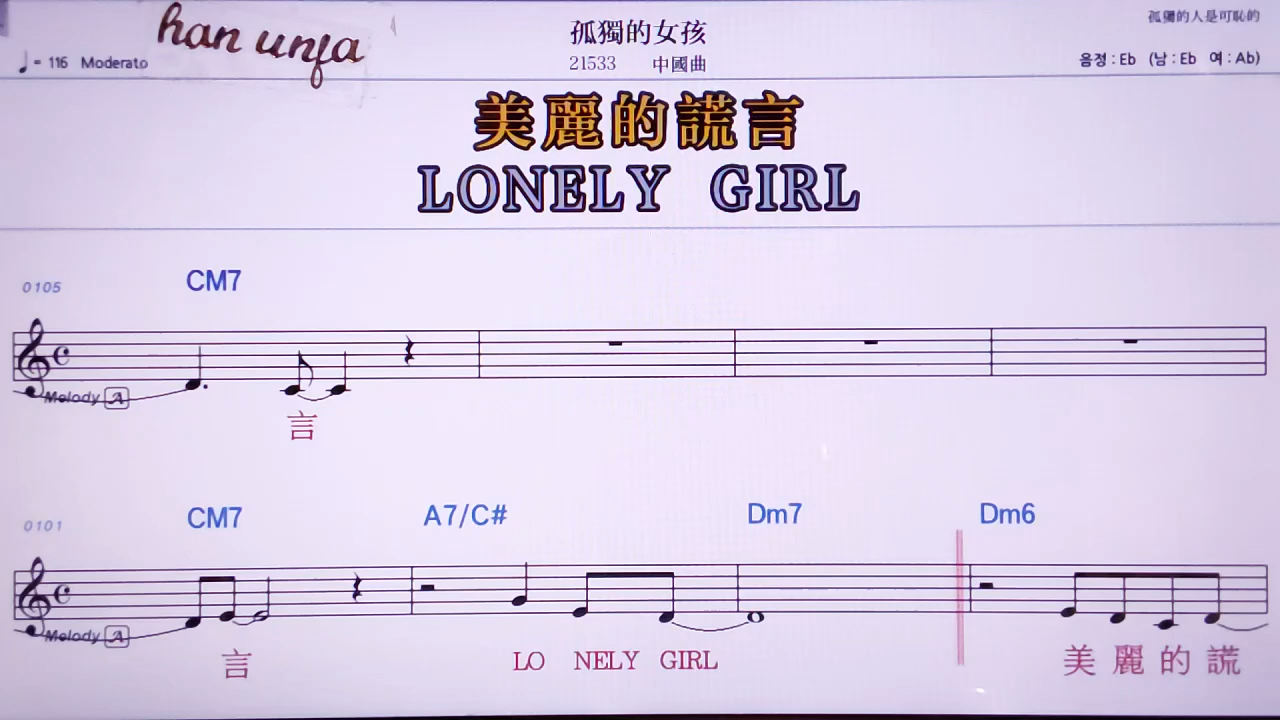 han unfa
孤獨的女孩
孤獨的人是可恥的
♩= 116 Moderato
21533 中國曲
음정 : Eb (남 : Eb 여 : Ab)
美麗的謊言
LONELY GIRL
0105 CM7
Melody A
言
0101 CM7 A7/C# Dm7 Dm6
Melody A
言 LO NELY GIRL 美 麗 的 謊